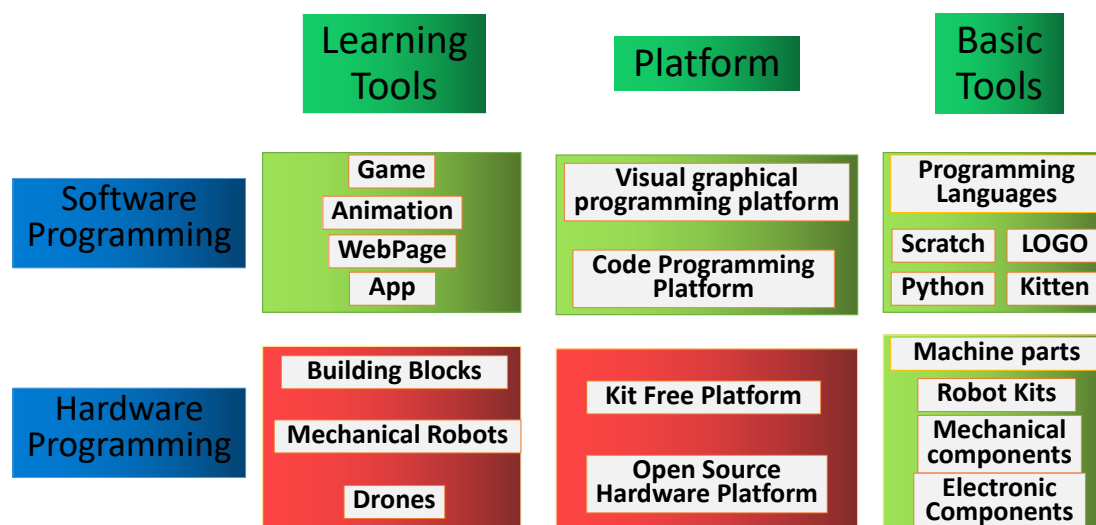 Learning
Tools
Platform
Basic
Tools
Software
Programming
Game
Animation
WebPage
App
Visual graphical
programming platform
Code Programming
Platform
Programming
Languages
Scratch
LOGO
Python
Kitten
Hardware
Programming
Building Blocks
Mechanical Robots
Drones
Kit Free Platform
Open Source
Hardware Platform
Machine parts
Robot Kits
Mechanical
components
Electronic
Components